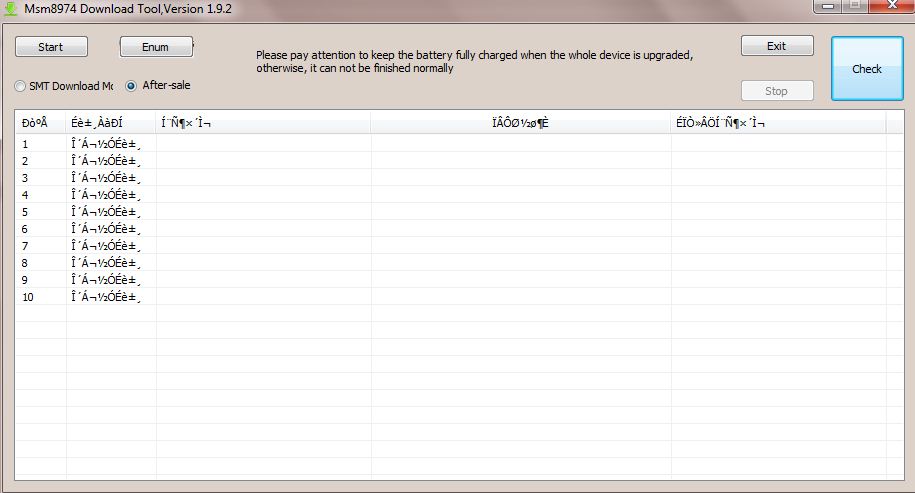 Msm8974 Download Tool,Version 1.9.2
Start
Enum
Please pay attention to keep the battery fully charged when the whole device is upgraded,
otherwise, it can not be finished normally
Exit
Check
SMT Download Mo
After-sale
Stop
ÐòºÅ Éè±¸ÀàÐÍ Í¨Ñ¶×´Ì¬ ÏÂÔØ½ø¶È ÉÏÒ»ÂÖÍ¨Ñ¶×´Ì¬
1 Î´Á¬½ÓÉè±¸
2 Î´Á¬½ÓÉè±¸
3 Î´Á¬½ÓÉè±¸
4 Î´Á¬½ÓÉè±¸
5 Î´Á¬½ÓÉè±¸
6 Î´Á¬½ÓÉè±¸
7 Î´Á¬½ÓÉè±¸
8 Î´Á¬½ÓÉè±¸
9 Î´Á¬½ÓÉè±¸
10 Î´Á¬½ÓÉè±¸